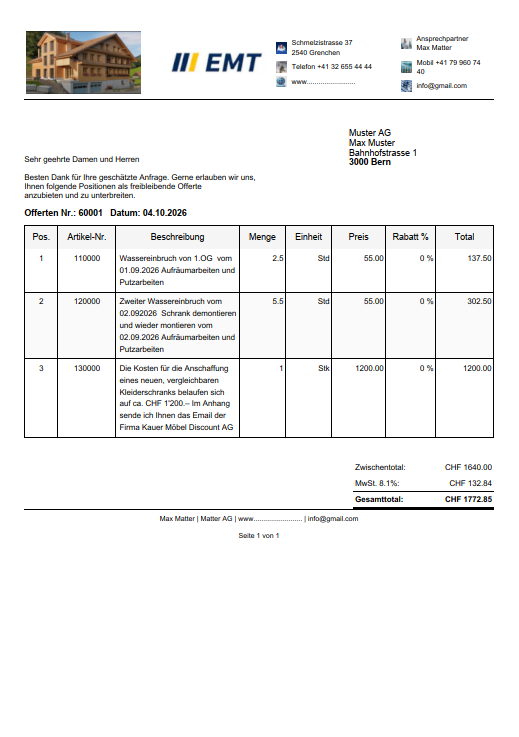 EMT
Schmelzistrasse 37
2540 Grenchen
Telefon +41 32 655 44 44
www.........................
Ansprechpartner
Max Matter
Mobil +41 79 960 74
40
info@gmail.com
Muster AG
Max Muster
Bahnhofstrasse 1
3000 Bern
Sehr geehrte Damen und Herren
Besten Dank für Ihre geschätzte Anfrage. Gerne erlauben wir uns,
Ihnen folgende Positionen als freibleibende Offerte
anzubieten und zu unterbreiten.
Offerten Nr.: 60001 Datum: 04.10.2026
Pos. Artikel-Nr. Beschreibung Menge Einheit Preis Rabatt % Total
1 110000 Wassereinbruch von 1.OG vom 2.5 Std 55.00 0 % 137.50
01.09.2026 Aufräumarbeiten und
Putzarbeiten
2 120000 Zweiter Wassereinbruch vom 5.5 Std 55.00 0 % 302.50
02.092026 Schrank demontieren
und wieder montieren vom
02.09.2026 Aufräumarbeiten und
Putzarbeiten
3 130000 Die Kosten für die Anschaffung 1 Stk 1200.00 0 % 1200.00
eines neuen, vergleichbaren
Kleiderschranks belaufen sich
auf ca. CHF 1'200.– Im Anhang
sende ich Ihnen das Email der
Firma Kauer Möbel Discount AG
Zwischentotal: CHF 1640.00
MwSt. 8.1%: CHF 132.84
Gesamttotal: CHF 1772.85
Max Matter | Matter AG | www......................... | info@gmail.com
Seite 1 von 1